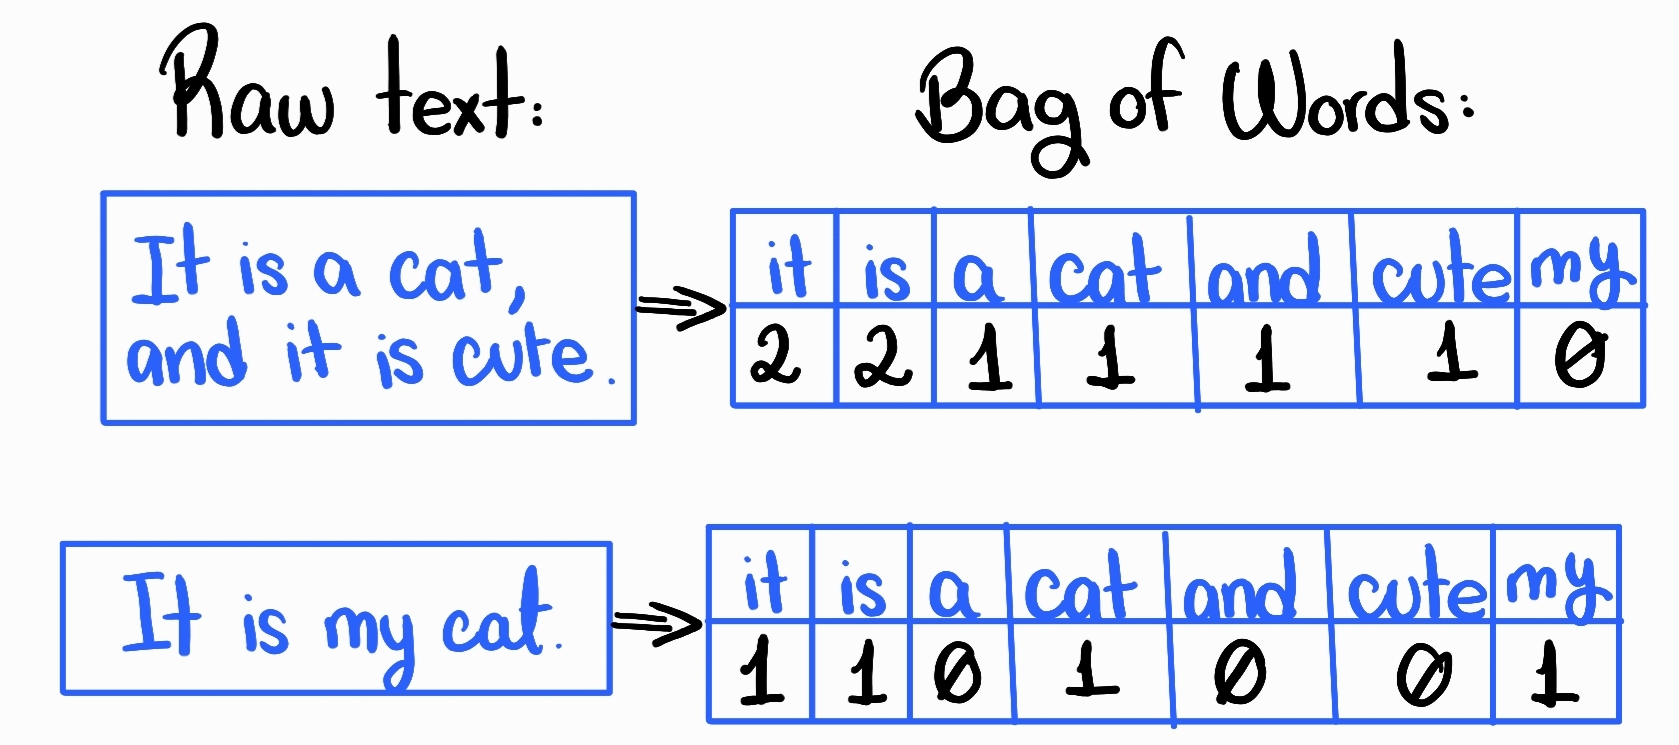 Raw text:
Bag of Words:
It is a cat,
and it is cute.
it is a cat and cute my
2 2 1 1 1 1 0
It is my cat.
it is a cat and cute my
1 1 0 1 0 0 1